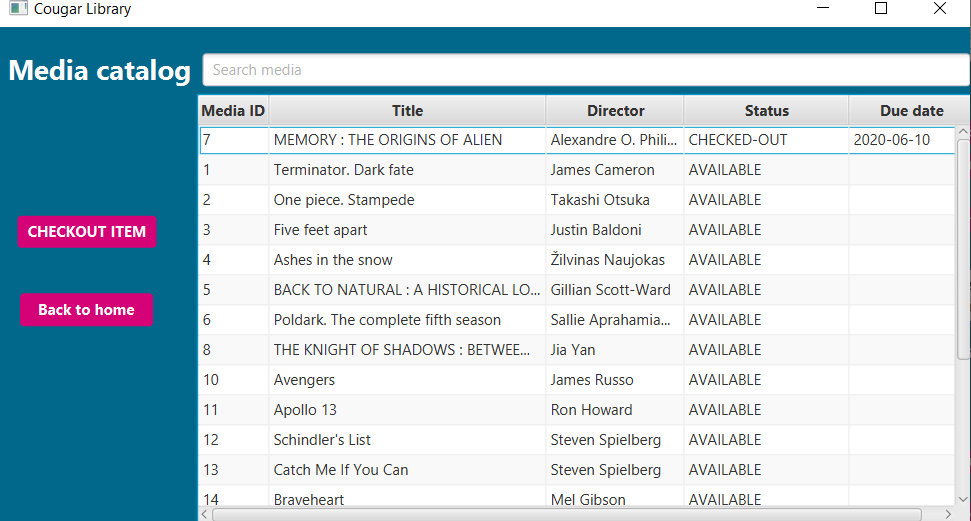 Cougar Library
Media catalog
Search media
Media ID Title Director Status Due date
7 MEMORY : THE ORIGINS OF ALIEN Alexandre O. Phili... CHECKED-OUT 2020-06-10
1 Terminator. Dark fate James Cameron AVAILABLE
2 One piece. Stampede Takashi Otsuka AVAILABLE
3 Five feet apart Justin Baldoni AVAILABLE
4 Ashes in the snow Žilvinas Naujokas AVAILABLE
5 BACK TO NATURAL : A HISTORICAL LO... Gillian Scott-Ward AVAILABLE
6 Poldark. The complete fifth season Sallie Aprahamia... AVAILABLE
8 THE KNIGHT OF SHADOWS : BETWEE... Jia Yan AVAILABLE
10 Avengers James Russo AVAILABLE
11 Apollo 13 Ron Howard AVAILABLE
12 Schindler's List Steven Spielberg AVAILABLE
13 Catch Me If You Can Steven Spielberg AVAILABLE
14 Braveheart Mel Gibson AVAILABLE
CHECKOUT ITEM
Back to home